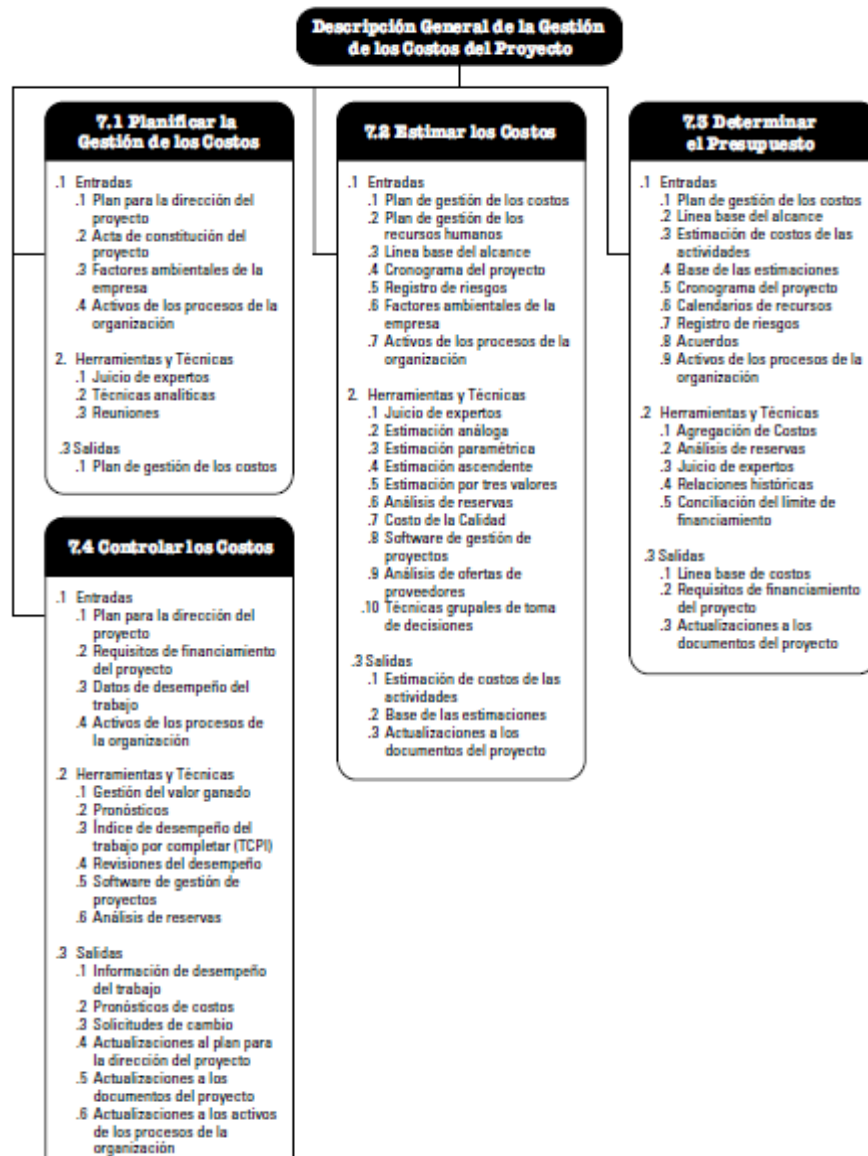 Descripción General de la Gestión
de los Costos del Proyecto
7.1 Planificar la
Gestión de los Costos
.1 Entradas
.1 Plan para la dirección del
proyecto
.2 Acta de constitución del
proyecto
.3 Factores ambientales de la
empresa
.4 Activos de los procesos de la
organización
2. Herramientas y Técnicas
.1 Juicio de expertos
.2 Técnicas analíticas
.3 Reuniones
.3 Salidas
.1 Plan de gestión de los costos
7.2 Estimar los Costos
.1 Entradas
.1 Plan de gestión de los costos
.2 Plan de gestión de los
recursos humanos
.3 Línea base del alcance
.4 Cronograma del proyecto
.5 Registro de riesgos
.6 Factores ambientales de la
empresa
.7 Activos de los procesos de la
organización
2. Herramientas y Técnicas
.1 Juicio de expertos
.2 Estimación análoga
.3 Estimación paramétrica
.4 Estimación ascendente
.5 Estimación por tres valores
.6 Análisis de reservas
.7 Costo de la Calidad
.8 Software de gestión de
proyectos
.9 Análisis de ofertas de
proveedores
.10 Técnicas grupales de toma
de decisiones
.3 Salidas
.1 Estimación de costos de las
actividades
.2 Base de las estimaciones
.3 Actualizaciones a los
documentos del proyecto
7.3 Determinar
el Presupuesto
.1 Entradas
.1 Plan de gestión de los costos
.2 Línea base del alcance
.3 Estimación de costos de las
actividades
.4 Base de las estimaciones
.5 Cronograma del proyecto
.6 Calendarios de recursos
.7 Registro de riesgos
.8 Acuerdos
.9 Activos de los procesos de la
organización
.2 Herramientas y Técnicas
.1 Agregación de Costos
.2 Análisis de reservas
.3 Juicio de expertos
.4 Relaciones históricas
.5 Conciliación del límite de
financiamiento
.3 Salidas
.1 Línea base de costos
.2 Requisitos de financiamiento
del proyecto
.3 Actualizaciones a los
documentos del proyecto
7.4 Controlar los Costos
.1 Entradas
.1 Plan para la dirección del
proyecto
.2 Requisitos de financiamiento
del proyecto
.3 Datos de desempeño del
trabajo
.4 Activos de los procesos de
la organización
.2 Herramientas y Técnicas
.1 Gestión del valor ganado
.2 Pronósticos
.3 Índice de desempeño del
trabajo por completar (TCPI)
.4 Revisiones del desempeño
.5 Software de gestión de
proyectos
.6 Análisis de reservas
.3 Salidas
.1 Información de desempeño
del trabajo
.2 Pronósticos de costos
.3 Solicitudes de cambio
.4 Actualizaciones al plan para
la dirección del proyecto
.5 Actualizaciones a los
documentos del proyecto
.6 Actualizaciones a los activos
de los procesos de la
organización